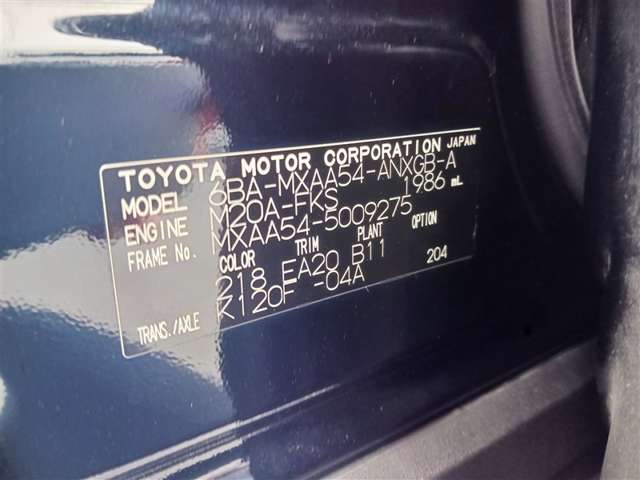 TOYOTA MOTOR CORPORATION JAPAN
MODEL 6BA-MXAA54-ANXGB-A
ENGINE M20A-FKS 1986 mL
FRAME No. MXAA54-5009275
COLOR TRIM PLANT OPTION
218 EA20 B11 204
TRANS./AXLE K120F -04A